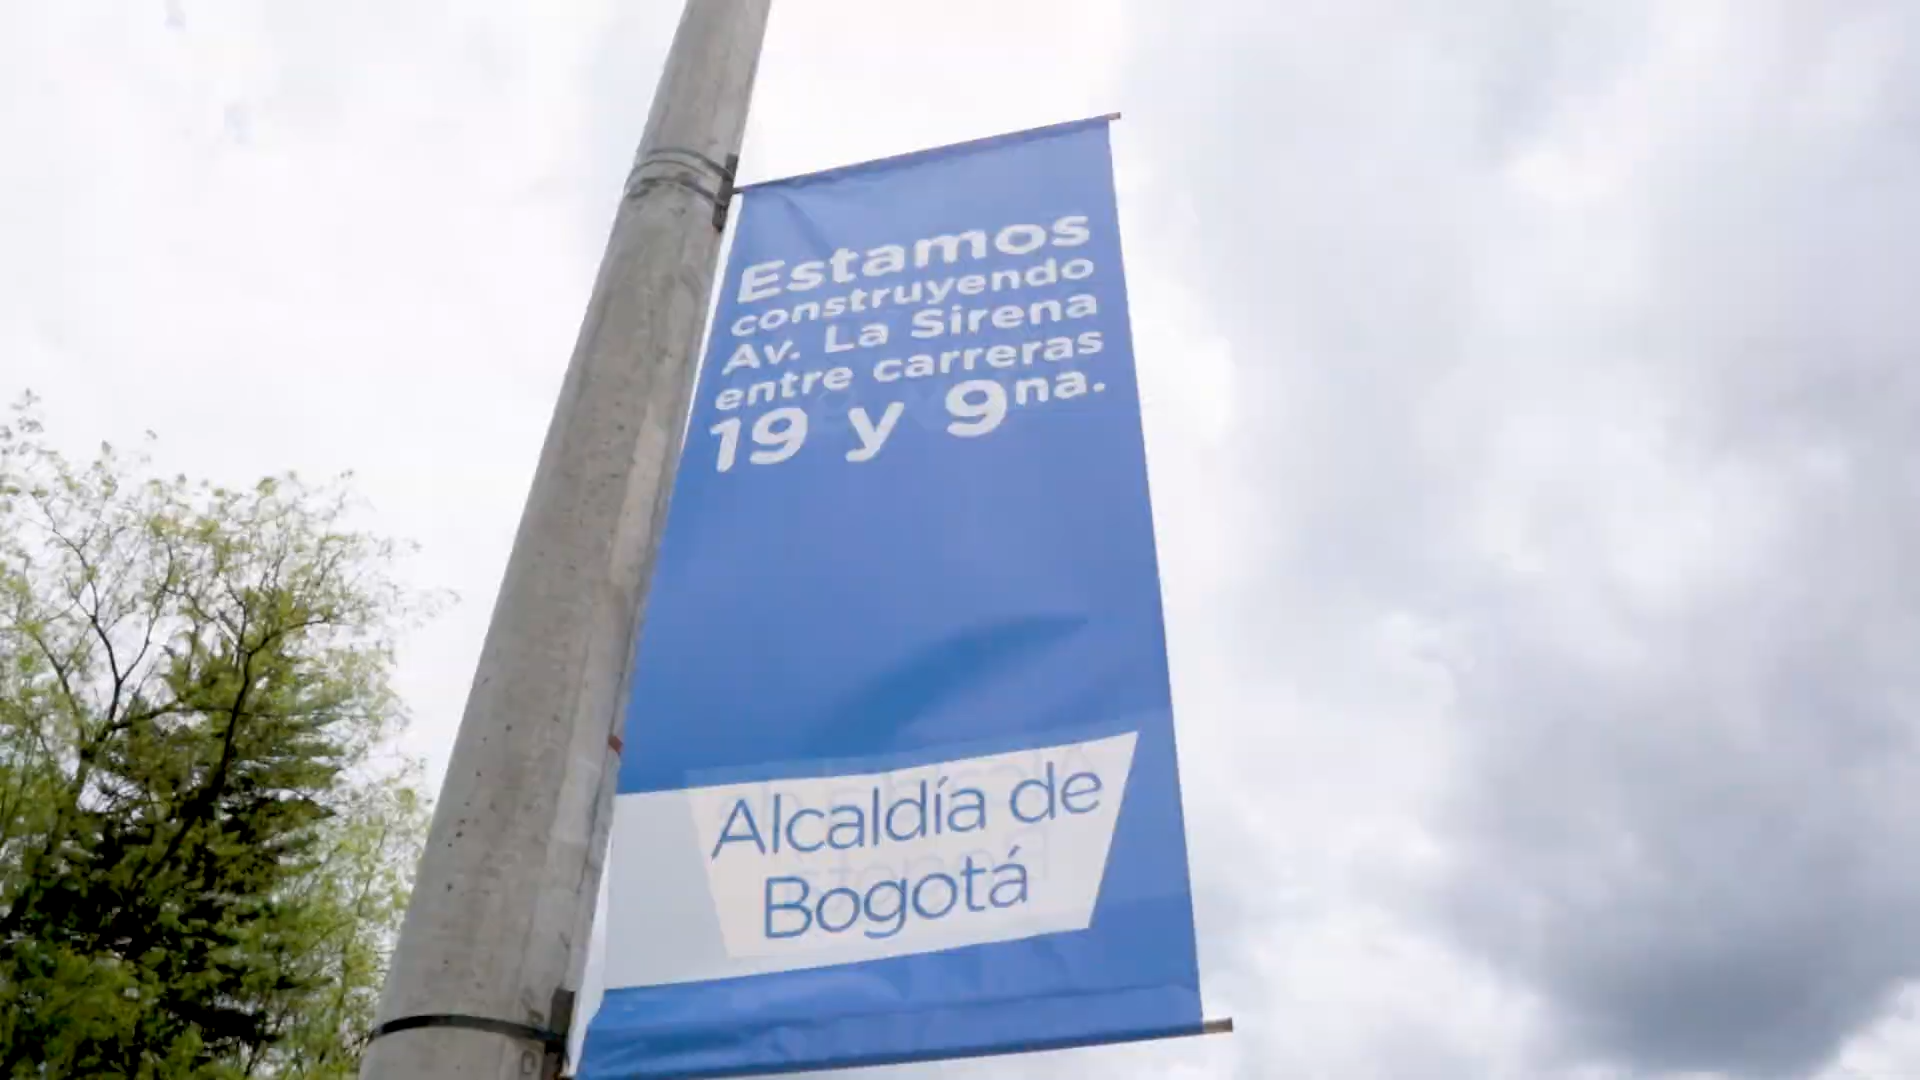 Estamos
construyendo
Av. La Sirena
entre carreras
19 y 9na.
Alcaldía de
Bogotá